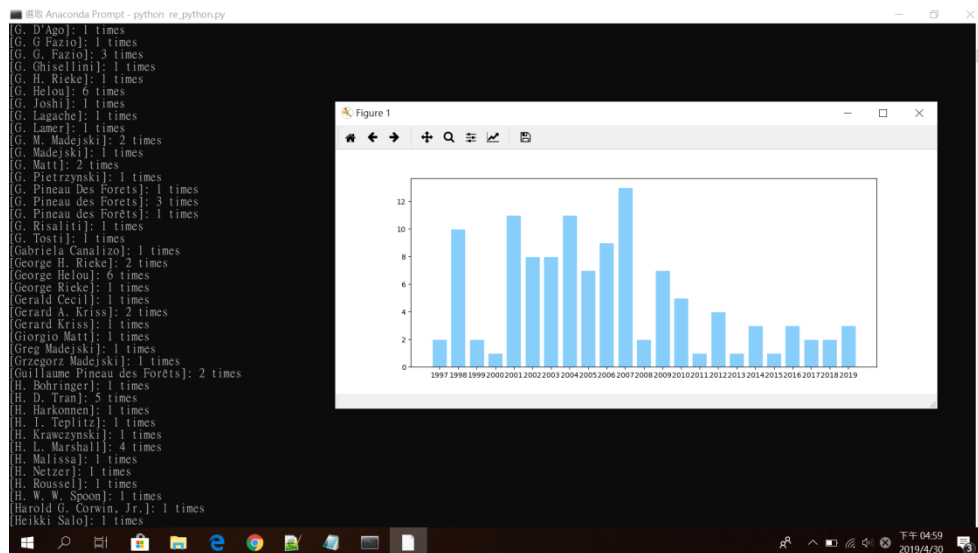 選取 Anaconda Prompt - python re_python.py
[G. D'Ago]: 1 times
[G. G Fazio]: 1 times
[G. G. Fazio]: 3 times
[G. Ghisellini]: 1 times
[G. H. Rieke]: 1 times
[G. Helou]: 6 times
[G. Joshi]: 1 times
[G. Lagache]: 1 times
[G. Lamer]: 1 times
[G. M. Madejski]: 2 times
[G. Madejski]: 1 times
[G. Matt]: 2 times
[G. Pietrzynski]: 1 times
[G. Pineau Des Forets]: 1 times
[G. Pineau des Forets]: 3 times
[G. Pineau des Forêts]: 1 times
[G. Risaliti]: 1 times
[G. Tosti]: 1 times
[Gabriela Canalizo]: 1 times
[George H. Rieke]: 2 times
[George Helou]: 6 times
[George Rieke]: 1 times
[Gerald Cecil]: 1 times
[Gerard A. Kriss]: 2 times
[Gerard Kriss]: 1 times
[Giorgio Matt]: 1 times
[Greg Madejski]: 1 times
[Grzegorz Madejski]: 1 times
[Guillaume Pineau des Forêts]: 2 times
[H. Bohringer]: 1 times
[H. D. Tran]: 5 times
[H. Harkonnen]: 1 times
[H. I. Teplitz]: 1 times
[H. Krawczynski]: 1 times
[H. L. Marshall]: 4 times
[H. Malissa]: 1 times
[H. Netzer]: 1 times
[H. Roussel]: 1 times
[H. W. W. Spoon]: 1 times
[Harold G. Corwin, Jr.]: 1 times
[Heikki Salo]: 1 times
Figure 1
12
10
8
6
4
2
0
1997 1998 1999 2000 2001 2002 2003 2004 2005 2006 2007 2008 2009 2010 2011 2012 2013 2014 2015 2016 2017 2018 2019
下午 04:59
2019/4/30
3